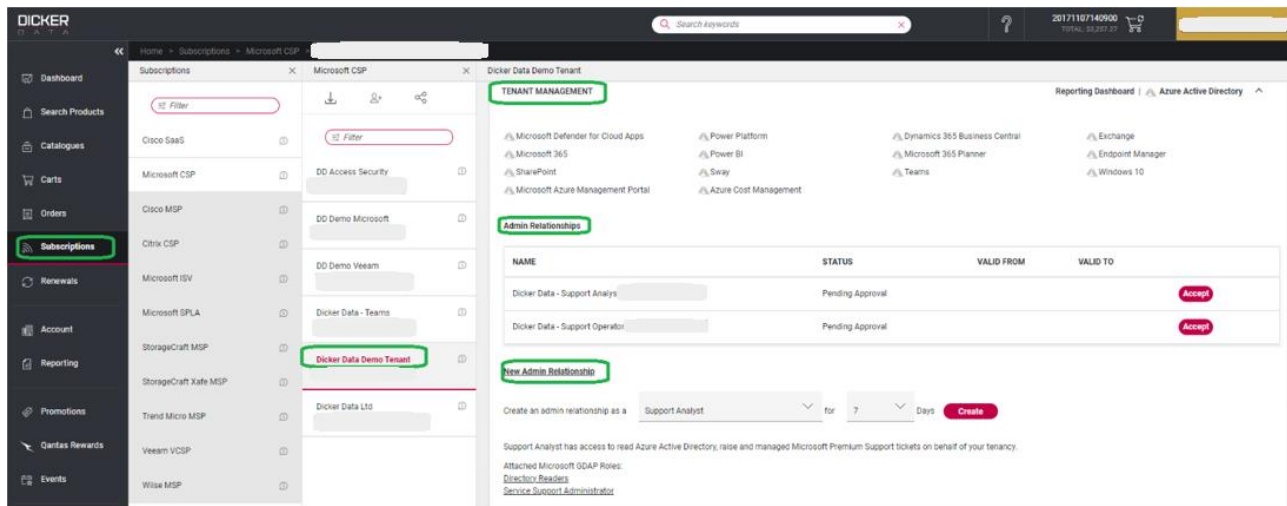 DICKER
DATA
Search keywords
?
20171107140900
TOTAL: $3,257.27
Home > Subscriptions > Microsoft CSP >
Dashboard
Search Products
Catalogues
Carts
Orders
Subscriptions
Renewals
Account
Reporting
Promotions
Qantas Rewards
Events
Subscriptions
Filter
Cisco SaaS
Microsoft CSP
Cisco MSP
Citrix CSP
Microsoft ISV
Microsoft SPLA
StorageCraft MSP
StorageCraft Xafe MSP
Trend Micro MSP
Veeam VCSP
Wise MSP
Microsoft CSP
Filter
DD Access Security
DD Demo Microsoft
DD Demo Veeam
Dicker Data - Teams
Dicker Data Demo Tenant
Dicker Data Ltd
Dicker Data Demo Tenant
TENANT MANAGEMENT
Reporting Dashboard | Azure Active Directory
Microsoft Defender for Cloud Apps Power Platform Dynamics 365 Business Central Exchange
Microsoft 365 Power BI Microsoft 365 Planner Endpoint Manager
SharePoint Sway Teams Windows 10
Microsoft Azure Management Portal Azure Cost Management
Admin Relationships
NAME STATUS VALID FROM VALID TO
Dicker Data - Support Analys Pending Approval Accept
Dicker Data - Support Operator Pending Approval Accept
New Admin Relationship
Create an admin relationship as a Support Analyst for 7 Days Create
Support Analyst has access to read Azure Active Directory, raise and managed Microsoft Premium Support tickets on behalf of your tenancy.
Attached Microsoft GDAP Roles:
Directory Readers
Service Support Administrator